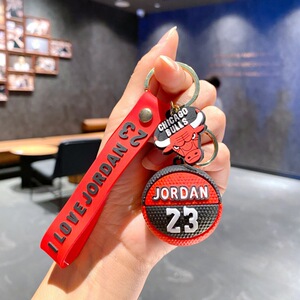 I LOVE JORDAN 23
CHICAGO
BULLS
JORDAN
23